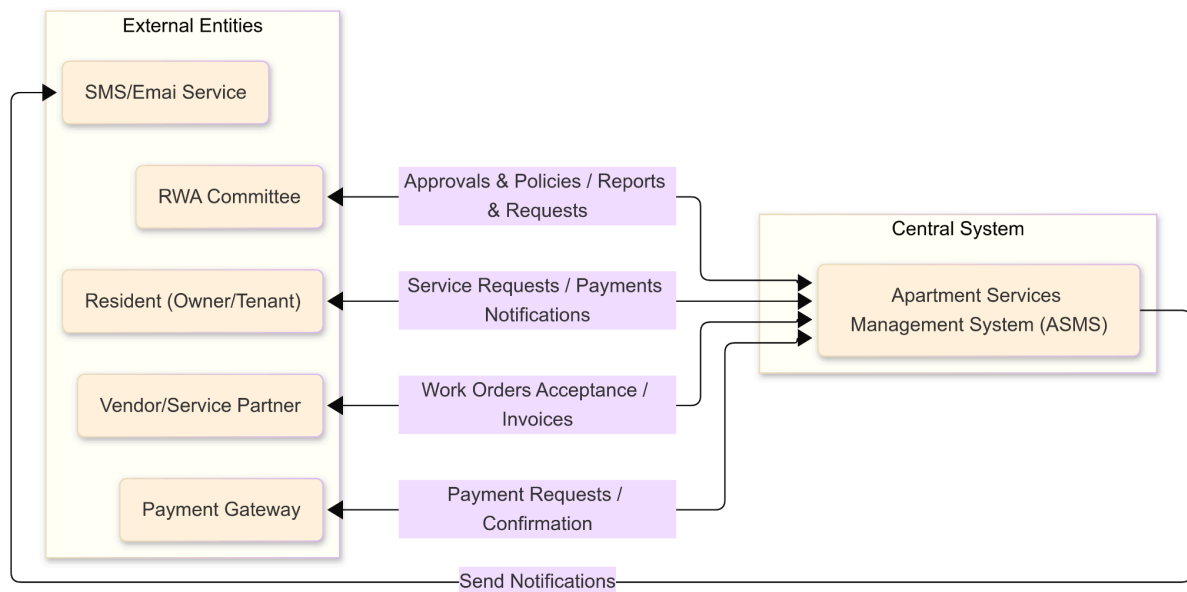 External Entities
SMS/Emai Service
RWA Committee
Approvals & Policies / Reports
& Requests
Central System
Resident (Owner/Tenant)
Service Requests / Payments
Notifications
Apartment Services
Management System (ASMS)
Vendor/Service Partner
Work Orders Acceptance /
Invoices
Payment Gateway
Payment Requests /
Confirmation
Send Notifications